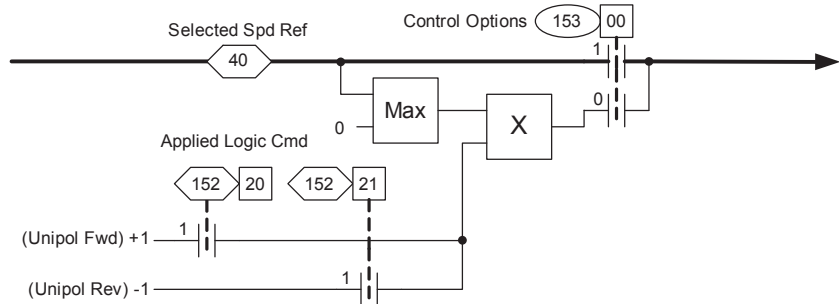 Control Options 153 00
Selected Spd Ref
40
1
Max
0
0
X
Applied Logic Cmd
152 20 152 21
(Unipol Fwd) +1
1
(Unipol Rev) -1
1